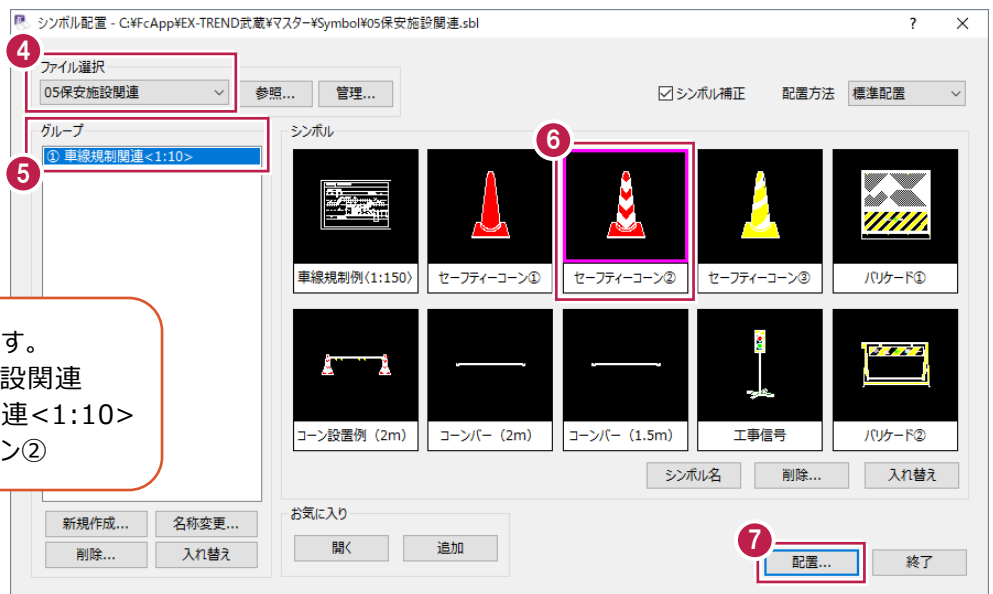 シンボル配置 - C:¥FcApp¥EX-TREND武蔵¥マスター¥Symbol¥05保安施設関連.sbl
?
×
4
ファイル選択
05保安施設関連
参照...
管理...
シンボル補正
配置方法
標準配置
グループ
5
① 車線規制関連<1:10>
シンボル
6
車線規制例<1:150>
セーフティーコーン①
セーフティーコーン②
セーフティーコーン③
バリケード①
す。
設関連
連<1:10>
ン②
コーン設置例（2m）
コーンバー（2m）
コーンバー（1.5m）
工事信号
バリケード②
シンボル名
削除...
入れ替え
新規作成...
名称変更...
削除...
入れ替え
お気に入り
開く
追加
7
配置...
終了